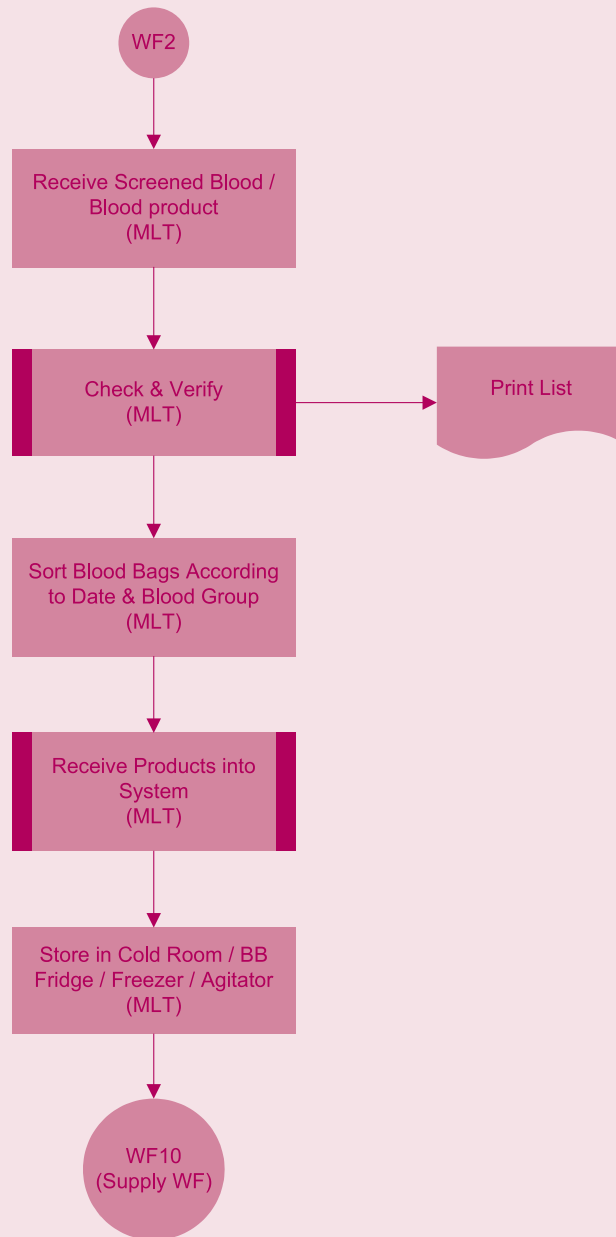 WF2
Receive Screened Blood /
Blood product
(MLT)
Check & Verify
(MLT)
Print List
Sort Blood Bags According
to Date & Blood Group
(MLT)
Receive Products into
System
(MLT)
Store in Cold Room / BB
Fridge / Freezer / Agitator
(MLT)
WF10
(Supply WF)